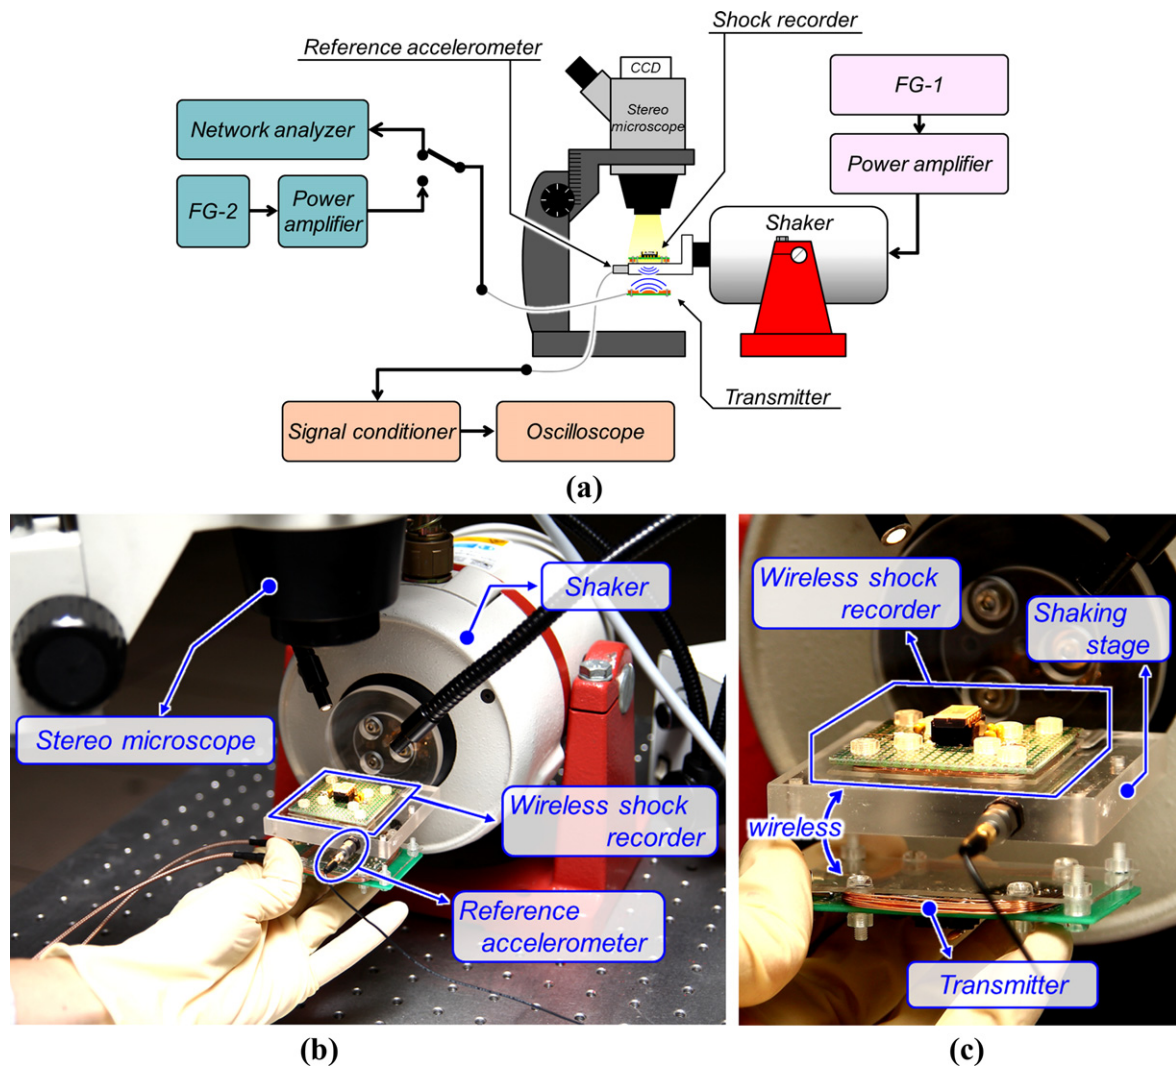 Shock recorder
Reference accelerometer
CCD
Stereo
microscope
FG-1
Network analyzer
Power amplifier
FG-2
Power
amplifier
Shaker
Transmitter
Signal conditioner
Oscilloscope
(a)
Shaker
Stereo microscope
Wireless shock
recorder
Reference
accelerometer
(b)
Wireless shock
recorder
Shaking
stage
wireless
Transmitter
(c)